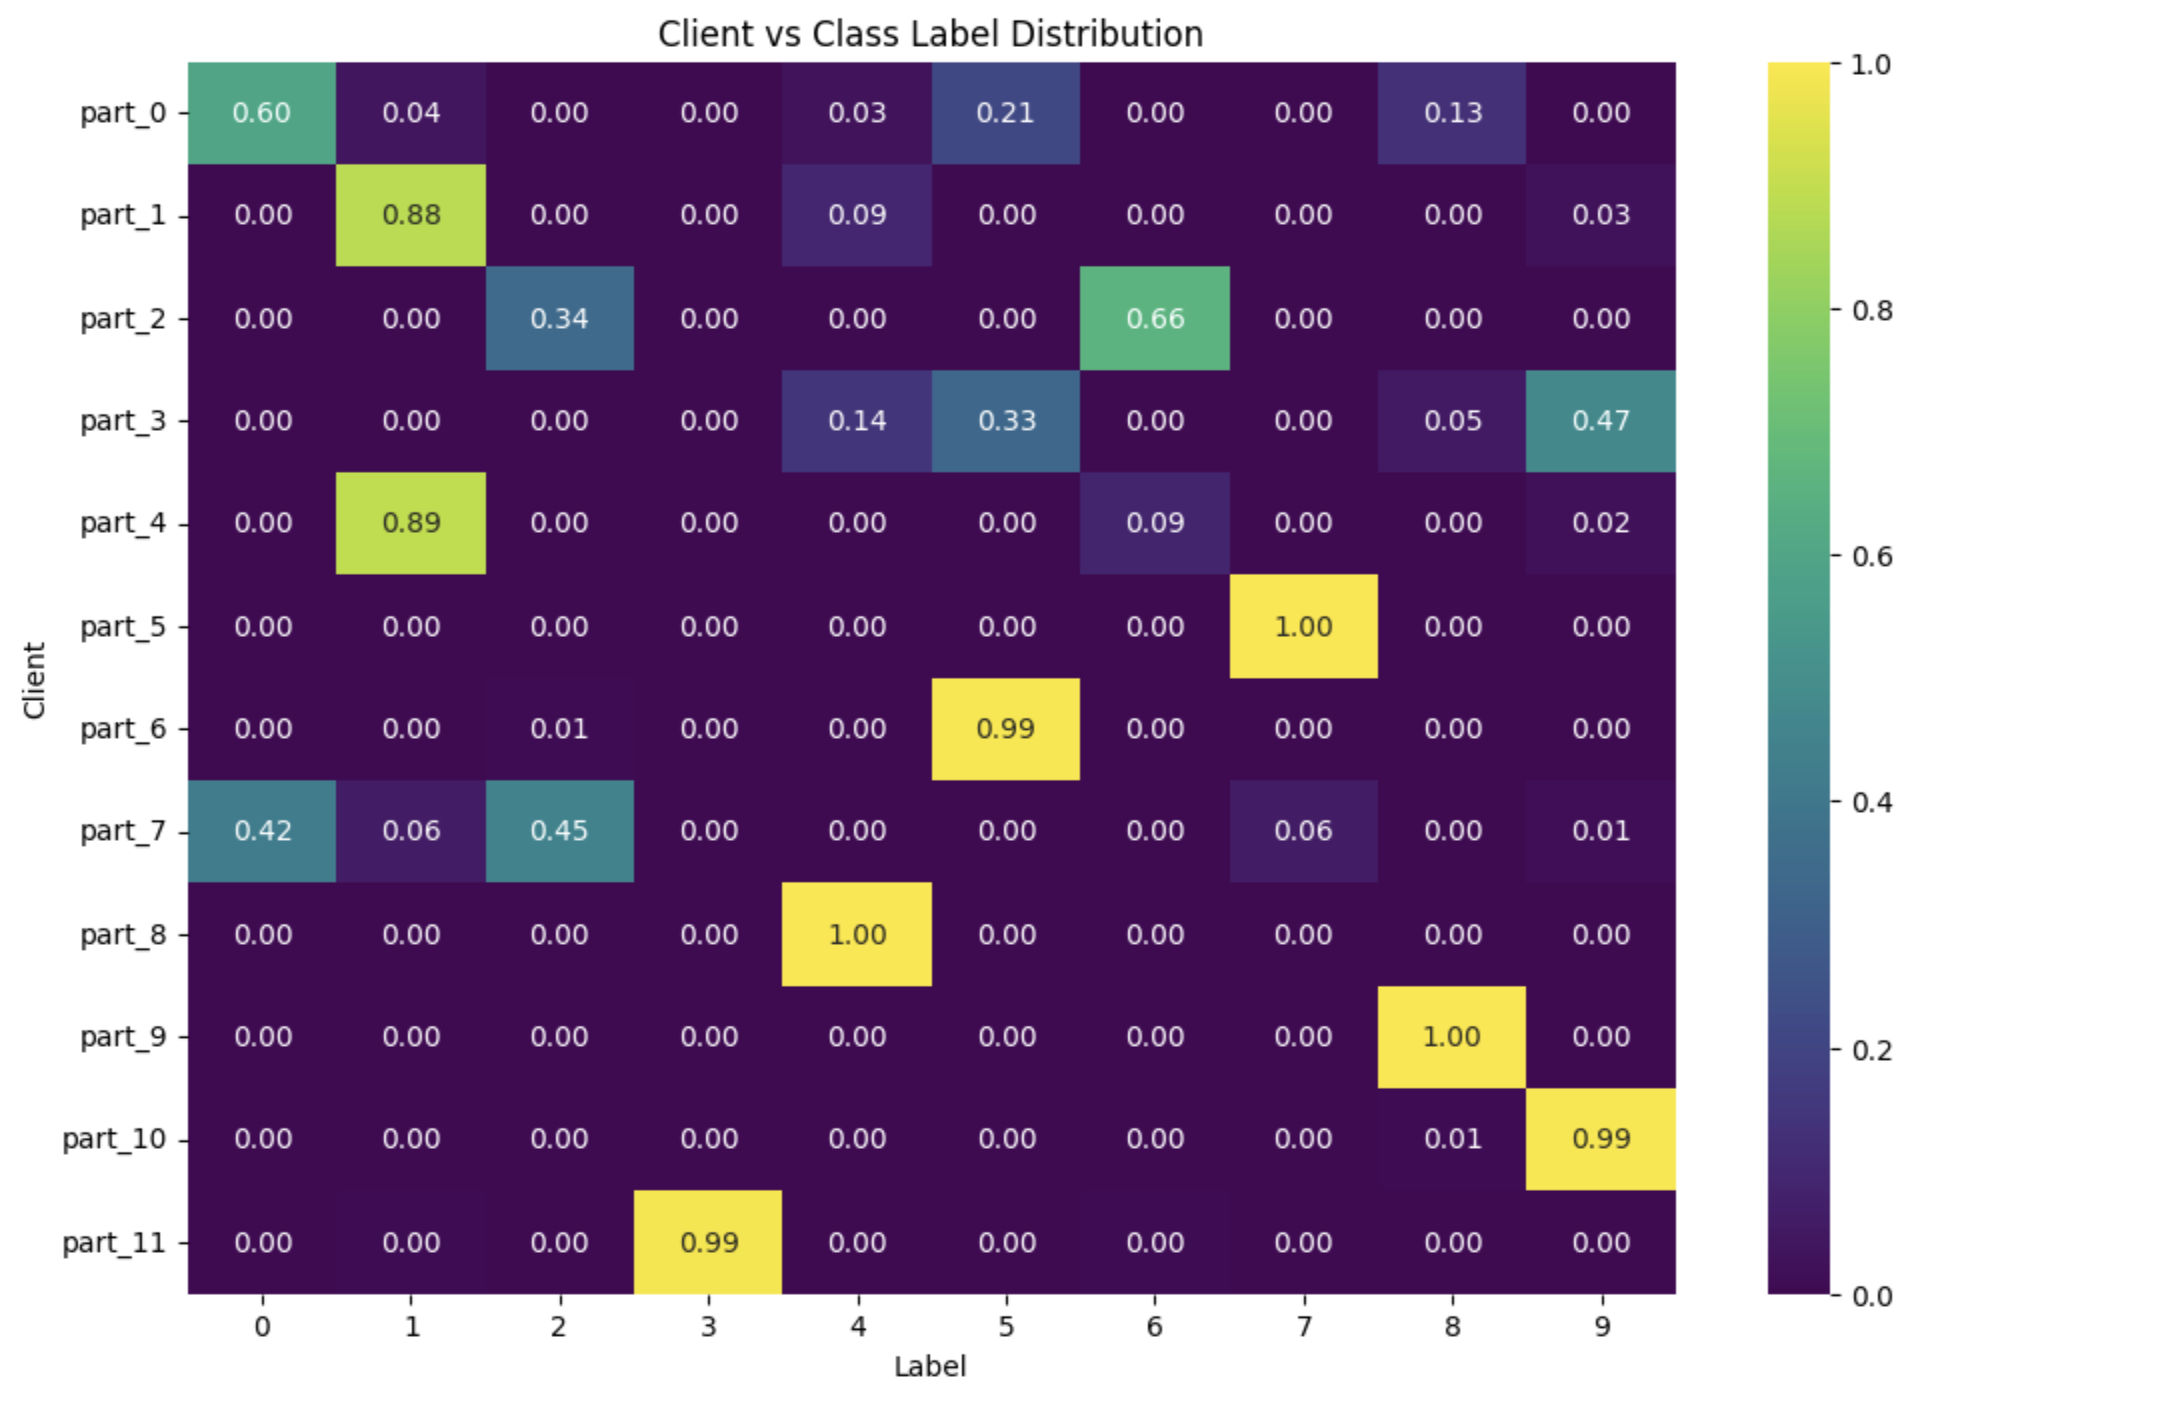 Client vs Class Label Distribution
part_0 0.60 0.04 0.00 0.00 0.03 0.21 0.00 0.00 0.13 0.00
part_1 0.00 0.88 0.00 0.00 0.09 0.00 0.00 0.00 0.00 0.03
part_2 0.00 0.00 0.34 0.00 0.00 0.00 0.66 0.00 0.00 0.00
part_3 0.00 0.00 0.00 0.00 0.14 0.33 0.00 0.00 0.05 0.47
part_4 0.00 0.89 0.00 0.00 0.00 0.00 0.09 0.00 0.00 0.02
part_5 0.00 0.00 0.00 0.00 0.00 0.00 0.00 1.00 0.00 0.00
part_6 0.00 0.00 0.01 0.00 0.00 0.99 0.00 0.00 0.00 0.00
part_7 0.42 0.06 0.45 0.00 0.00 0.00 0.00 0.06 0.00 0.01
part_8 0.00 0.00 0.00 0.00 1.00 0.00 0.00 0.00 0.00 0.00
part_9 0.00 0.00 0.00 0.00 0.00 0.00 0.00 0.00 1.00 0.00
part_10 0.00 0.00 0.00 0.00 0.00 0.00 0.00 0.00 0.01 0.99
part_11 0.00 0.00 0.00 0.99 0.00 0.00 0.00 0.00 0.00 0.00
0 1 2 3 4 5 6 7 8 9
Label
Client
1.0
0.8
0.6
0.4
0.2
0.0